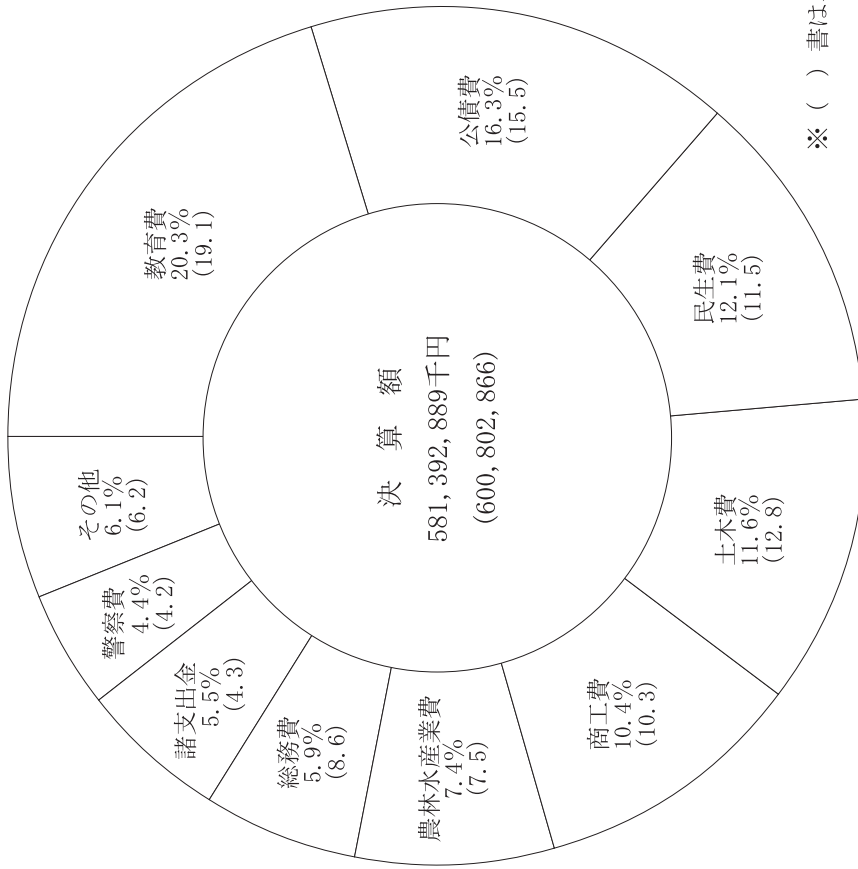 決算額
581,392,889千円
(600,802,866)
教育費
20.3%
(19.1)
公債費
16.3%
(15.5)
民生費
12.1%
(11.5)
土木費
11.6%
(12.8)
商工費
10.4%
(10.3)
農林水産業費
7.4%
(7.5)
総務費
5.9%
(8.6)
諸支出金
5.5%
(4.3)
警察費
4.4%
(4.2)
その他
6.1%
(6.2)
※( )書は